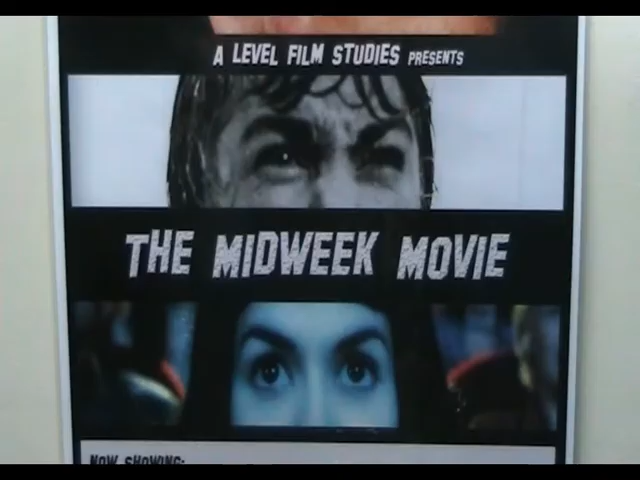 A LEVEL FILM STUDIES PRESENTS
THE MIDWEEK MOVIE
NOW SHOWING: